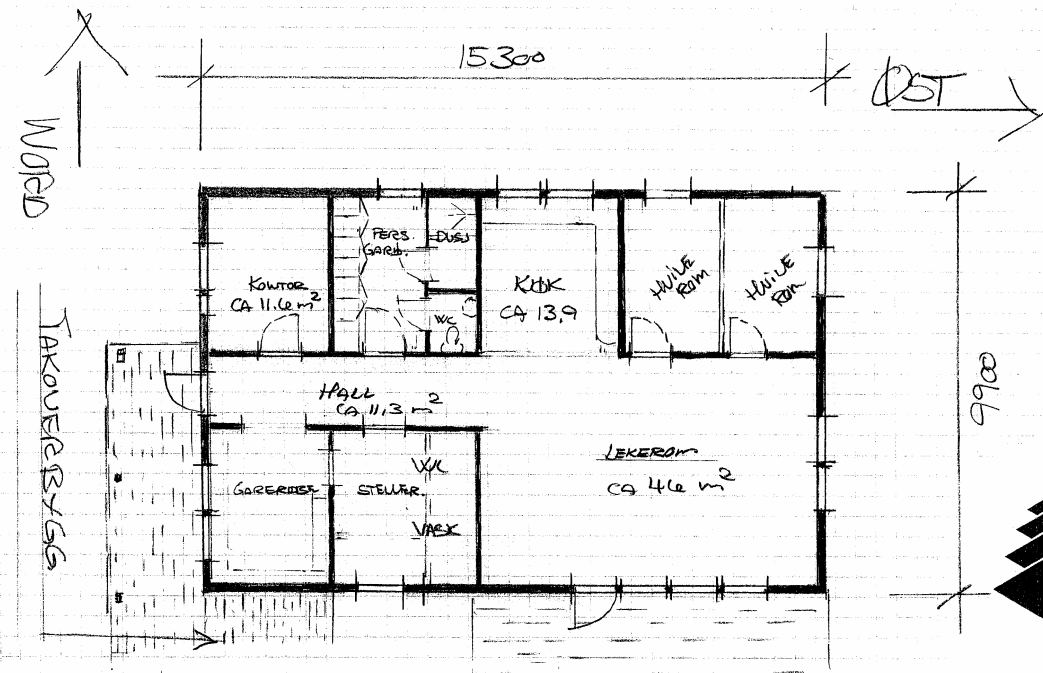 15300
ØST
NORD
PERS.
GARD.
DUSJ
KONTOR
CA 11.6 m²
KJØK
CA 13,9
HVILE
ROM
HVILE
ROM
WC
9900
TAKOVERBYGG
HALL
CA 11,3 m²
WC
GARDEROBE
STELLER.
VASK
LEKEROM
CA 46 m²